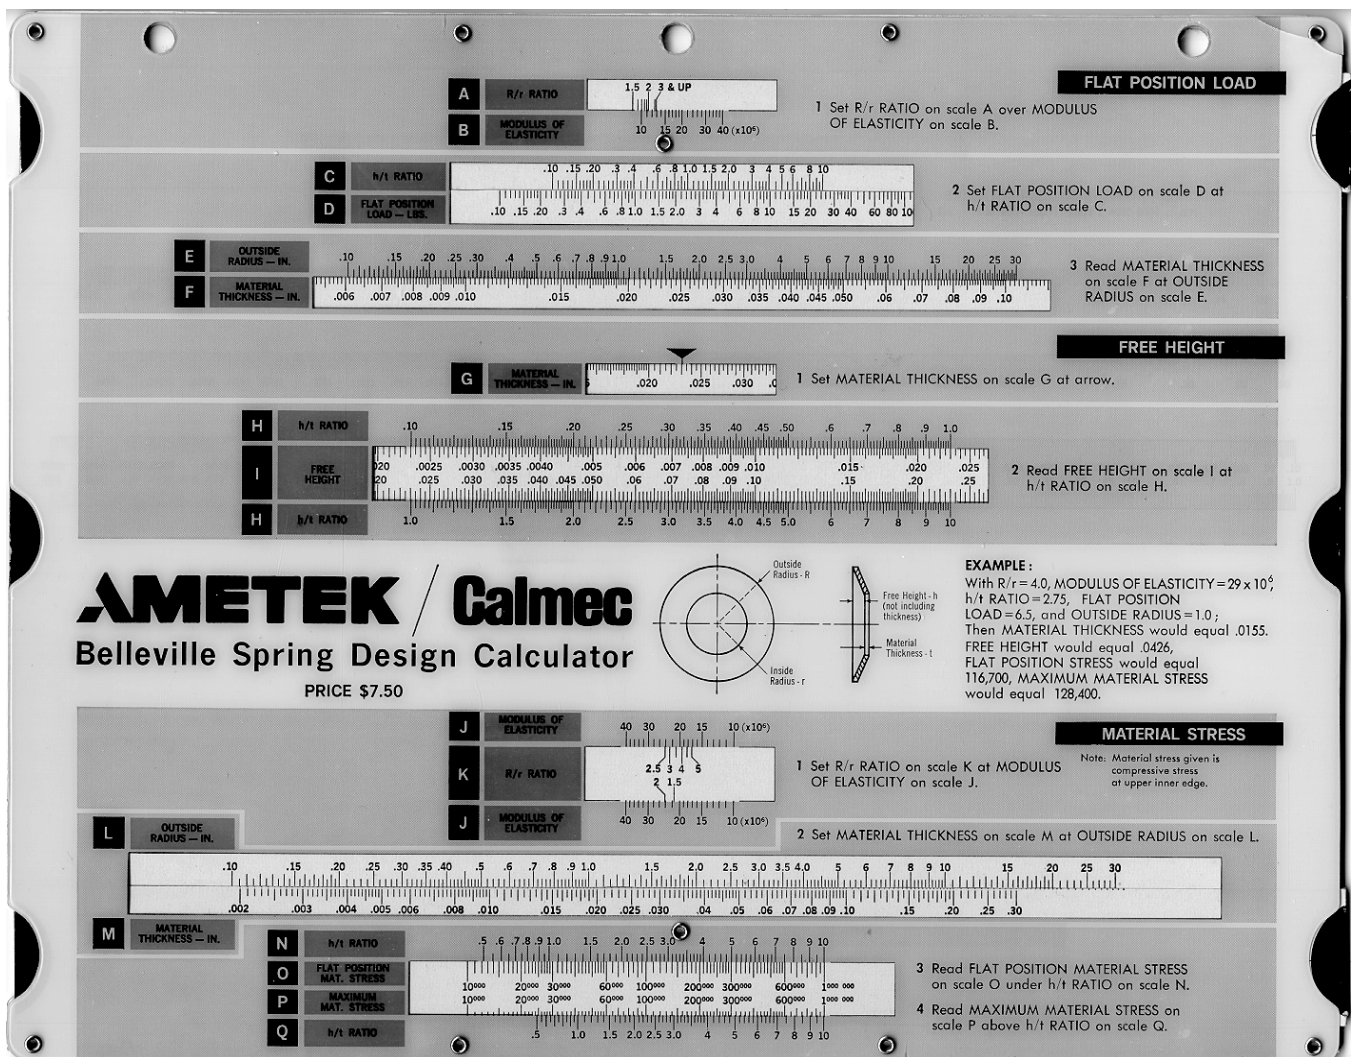 FLAT POSITION LOAD
A R/r RATIO 1.5 2 3 & UP
B MODULUS OF ELASTICITY 10 15 20 30 40 (x10⁶)
1 Set R/r RATIO on scale A over MODULUS
OF ELASTICITY on scale B.
C h/t RATIO .10 .15 .20 .3 .4 .6 .8 1.0 1.5 2.0 3 4 5 6 8 10
D FLAT POSITION LOAD — LBS. .10 .15 .20 .3 .4 .6 .8 1.0 1.5 2.0 3 4 6 8 10 15 20 30 40 60 80 10
2 Set FLAT POSITION LOAD on scale D at
h/t RATIO on scale C.
E OUTSIDE RADIUS — IN. .10 .15 .20 .25 .30 .4 .5 .6 .7 .8 .9 1.0 1.5 2.0 2.5 3.0 4 5 6 7 8 9 10 15 20 25 30
F MATERIAL THICKNESS — IN. .006 .007 .008 .009 .010 .015 .020 .025 .030 .035 .040 .045 .050 .06 .07 .08 .09 .10
3 Read MATERIAL THICKNESS
on scale F at OUTSIDE
RADIUS on scale E.
FREE HEIGHT
G MATERIAL THICKNESS — IN. .020 .025 .030 .0
1 Set MATERIAL THICKNESS on scale G at arrow.
H h/t RATIO .10 .15 .20 .25 .30 .35 .40 .45 .50 .6 .7 .8 .9 1.0
I FREE HEIGHT
20 .0025 .0030 .0035 .0040 .005 .006 .007 .008 .009 .010 .015 .020 .025
20 .025 .030 .035 .040 .045 .050 .06 .07 .08 .09 .10 .15 .20 .25
2 Read FREE HEIGHT on scale I at
h/t RATIO on scale H.
H h/t RATIO 1.0 1.5 2.0 2.5 3.0 3.5 4.0 4.5 5.0 6 7 8 9 10
AMETEK / Calmec
Belleville Spring Design Calculator
PRICE $7.50
Outside
Radius - R
Inside
Radius - r
Free Height - h
(not including
thickness)
Material
Thickness - t
EXAMPLE :
With R/r = 4.0, MODULUS OF ELASTICITY = 29 x 10⁶,
h/t RATIO = 2.75, FLAT POSITION
LOAD = 6.5, and OUTSIDE RADIUS = 1.0 ;
Then MATERIAL THICKNESS would equal .0155.
FREE HEIGHT would equal .0426,
FLAT POSITION STRESS would equal
116,700, MAXIMUM MATERIAL STRESS
would equal 128,400.
MATERIAL STRESS
Note: Material stress given is
compressive stress
at upper inner edge.
J MODULUS OF ELASTICITY 40 30 20 15 10 (x10⁶)
K R/r RATIO
2.5 3 4 5
2 1.5
1 Set R/r RATIO on scale K at MODULUS
OF ELASTICITY on scale J.
J MODULUS OF ELASTICITY 40 30 20 15 10 (x10⁶)
2 Set MATERIAL THICKNESS on scale M at OUTSIDE RADIUS on scale L.
L OUTSIDE RADIUS — IN.
.10 .15 .20 .25 .30 .35 .40 .5 .6 .7 .8 .9 1.0 1.5 2.0 2.5 3.0 3.5 4.0 5 6 7 8 9 10 15 20 25 30
.002 .003 .004 .005 .006 .008 .010 .015 .020 .025 .030 .04 .05 .06 .07 .08 .09 .10 .15 .20 .25 .30
M MATERIAL THICKNESS — IN.
N h/t RATIO .5 .6 .7 .8 .9 1.0 1.5 2.0 2.5 3.0 4 5 6 7 8 9 10
O FLAT POSITION MAT. STRESS 10000 20000 30000 60000 100000 200000 300000 600000 1000 000
P MAXIMUM MAT. STRESS 10000 20000 30000 60000 100000 200000 300000 600000 1000 000
Q h/t RATIO .5 1.0 1.5 2.0 2.5 3.0 4 5 6 7 8 9 10
3 Read FLAT POSITION MATERIAL STRESS
on scale O under h/t RATIO on scale N.
4 Read MAXIMUM MATERIAL STRESS on
scale P above h/t RATIO on scale Q.